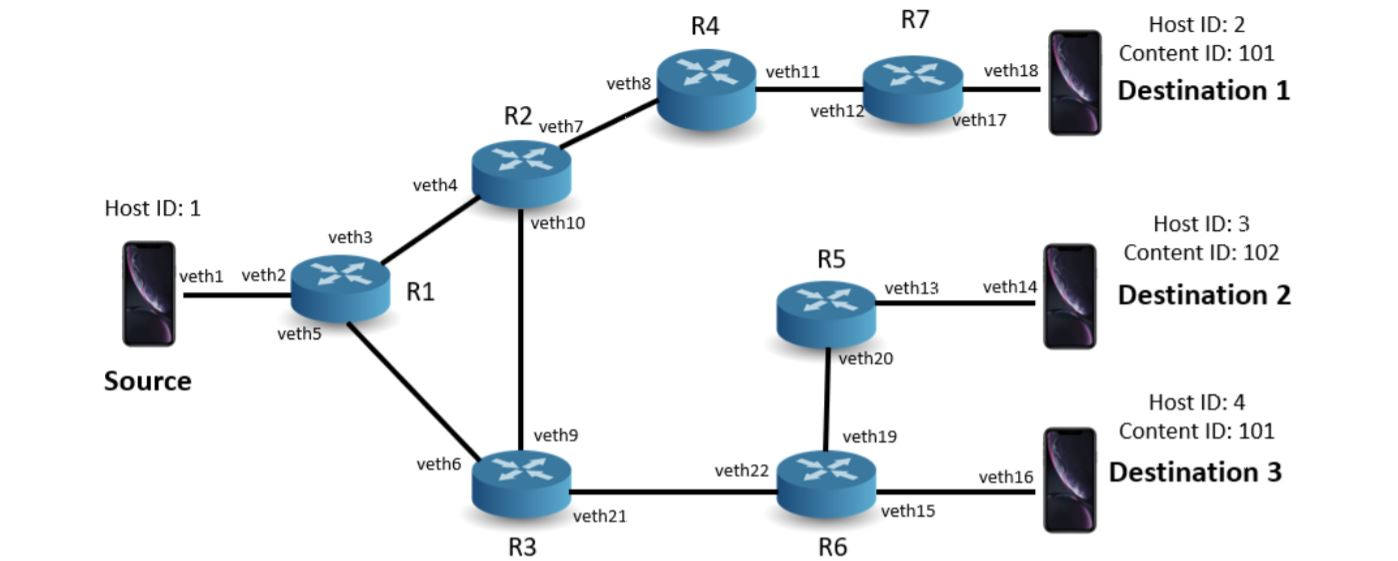 R4
R7
Host ID: 2
Content ID: 101
Destination 1
veth8
veth11
veth18
veth12
veth17
R2
veth7
veth4
veth10
Host ID: 1
veth3
veth1
veth2
R1
veth5
Source
Host ID: 3
Content ID: 102
Destination 2
R5
veth13
veth14
veth20
Host ID: 4
Content ID: 101
Destination 3
veth9
veth19
veth6
veth22
veth16
veth21
veth15
R3
R6